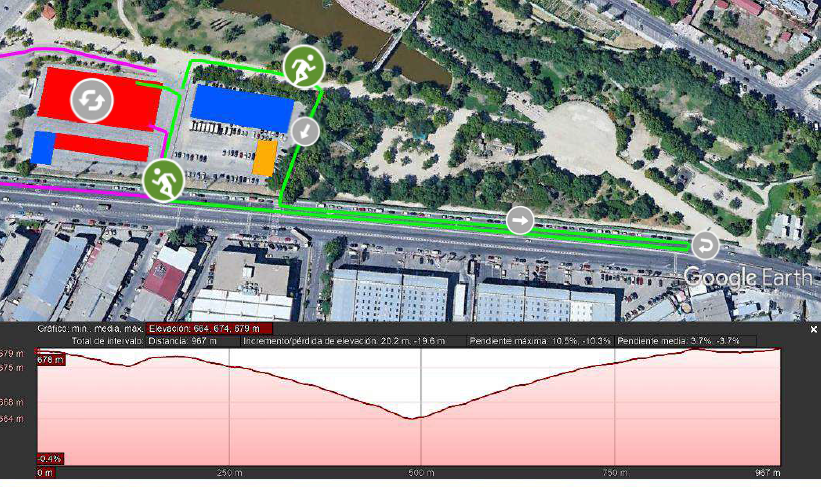 Google Earth
Gráfico: min., media, máx. Elevación: 664, 674, 679 m
Total de intervalo: Distancia: 967 m Incremento/pérdida de elevación: 20.2 m, -19.6 m Pendiente máxima: 10.5%, -10.3% Pendiente media: 3.7%, -3.7%
679 m
676 m
675 m
668 m
664 m
-0.4%
0 m 250 m 500 m 750 m 967 m